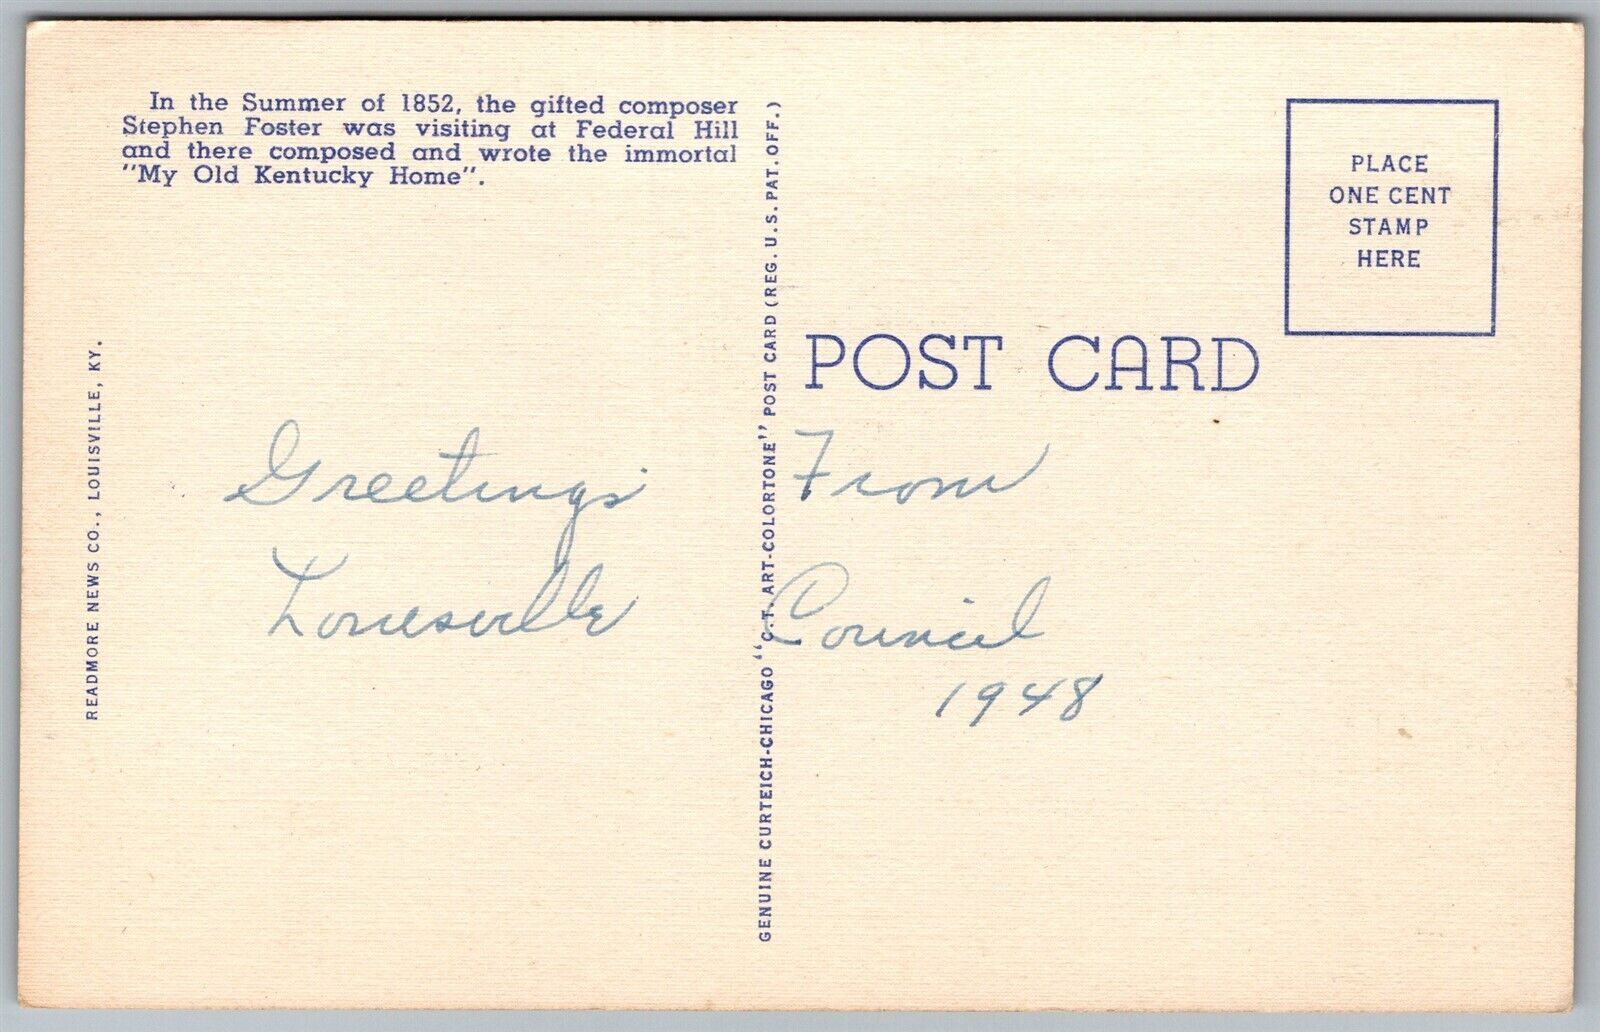 In the Summer of 1852, the gifted composer
Stephen Foster was visiting at Federal Hill
and there composed and wrote the immortal
"My Old Kentucky Home".
PLACE
ONE CENT
STAMP
HERE
POST CARD
READMORE NEWS CO., LOUISVILLE, KY.
GENUINE CURTEICH-CHICAGO "C.T. ART-COLORTONE" POST CARD (REG. U.S. PAT. OFF.)
Greetings From
Louesville Council
1948